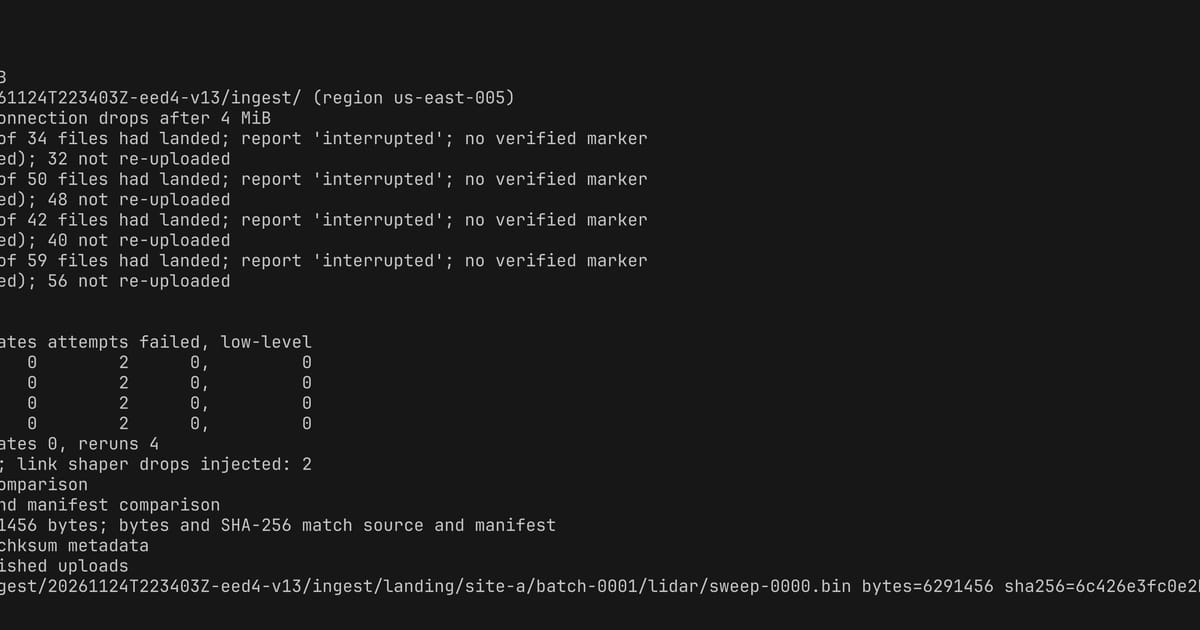 B
61124T223403Z-eed4-v13/ingest/ (region us-east-005)
onnection drops after 4 MiB
of 34 files had landed; report 'interrupted'; no verified marker
ed); 32 not re-uploaded
of 50 files had landed; report 'interrupted'; no verified marker
ed); 48 not re-uploaded
of 42 files had landed; report 'interrupted'; no verified marker
ed); 40 not re-uploaded
of 59 files had landed; report 'interrupted'; no verified marker
ed); 56 not re-uploaded
ates attempts failed, low-level
0 2 0, 0
0 2 0, 0
0 2 0, 0
0 2 0, 0
ates 0, reruns 4
; link shaper drops injected: 2
omparison
nd manifest comparison
1456 bytes; bytes and SHA-256 match source and manifest
chksum metadata
ished uploads
gest/20261124T223403Z-eed4-v13/ingest/landing/site-a/batch-0001/lidar/sweep-0000.bin bytes=6291456 sha256=6c426e3fc0e2